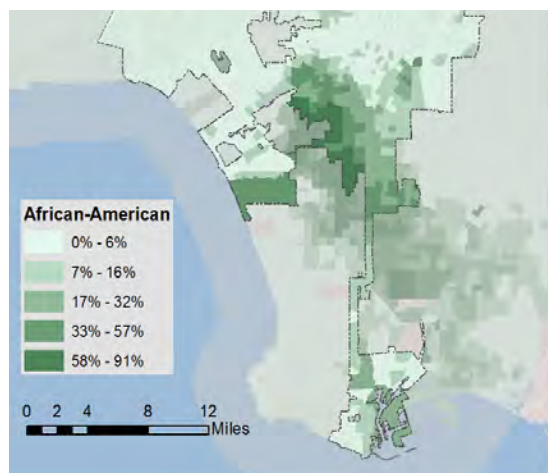 African-American
0% - 6%
7% - 16%
17% - 32%
33% - 57%
58% - 91%
0 2 4 8 12
Miles